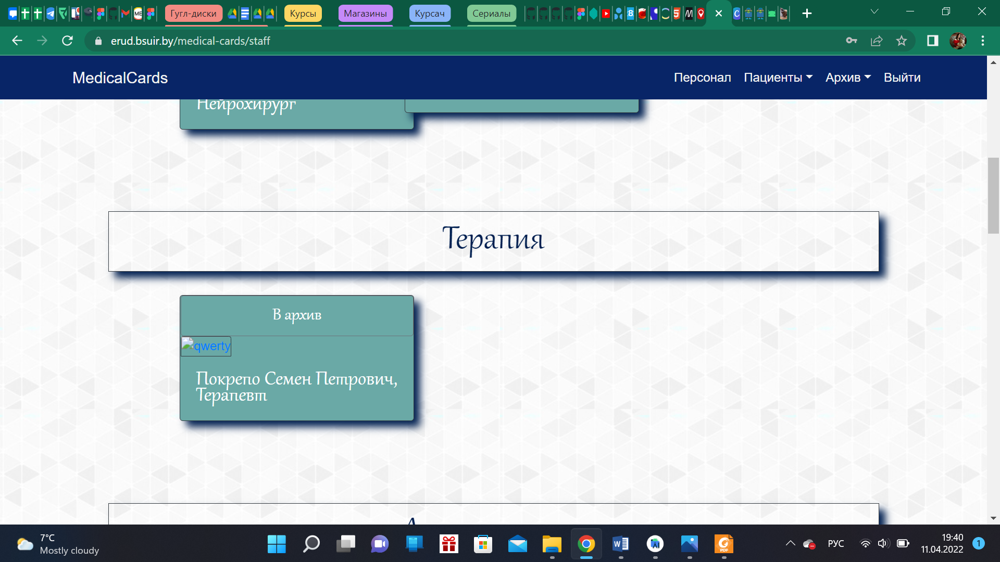 Гугл-диски
Курсы
Магазины
Курсач
Сериалы
erud.bsuir.by/medical-cards/staff
MedicalCards
Персонал Пациенты Архив Выйти
Нейрохирург
Терапия
В архив
qwerty
Покрепо Семен Петрович,
Терапевт
7°C
Mostly cloudy
РУС
19:40
11.04.2022
1